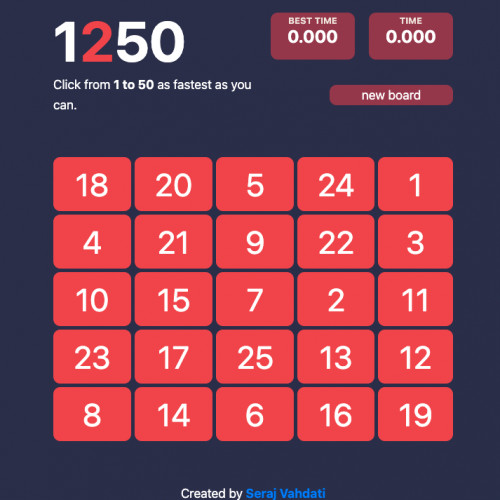 1250
BEST TIME
0.000
TIME
0.000
Click from 1 to 50 as fastest as you
can.
new board
18 20 5 24 1
4 21 9 22 3
10 15 7 2 11
23 17 25 13 12
8 14 6 16 19
Created by Seraj Vahdati